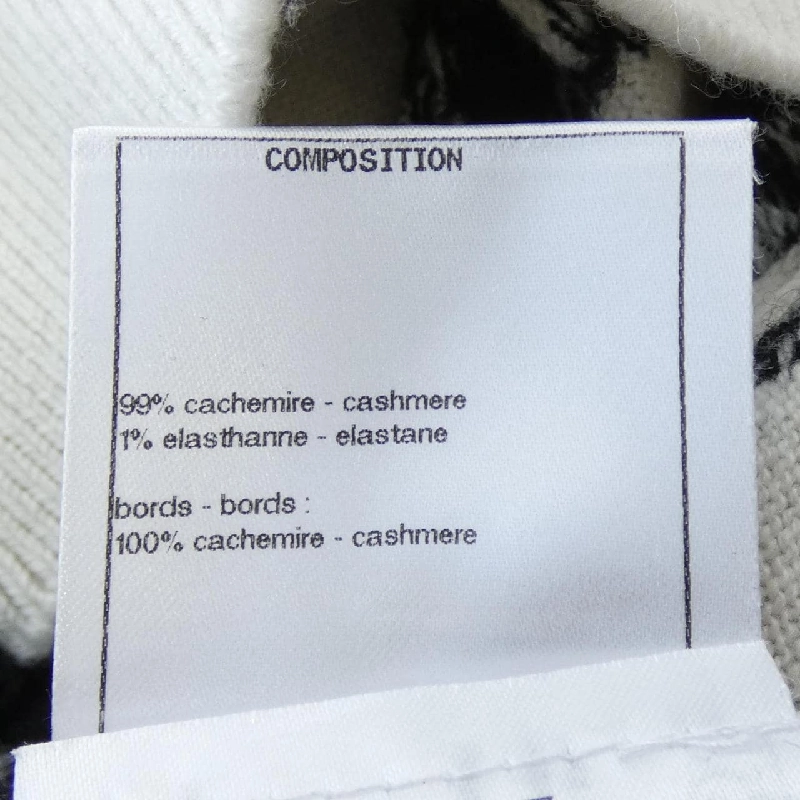 COMPOSITION
99% cachemire - cashmere
1% elasthanne - elastane
bords - bords :
100% cachemire - cashmere